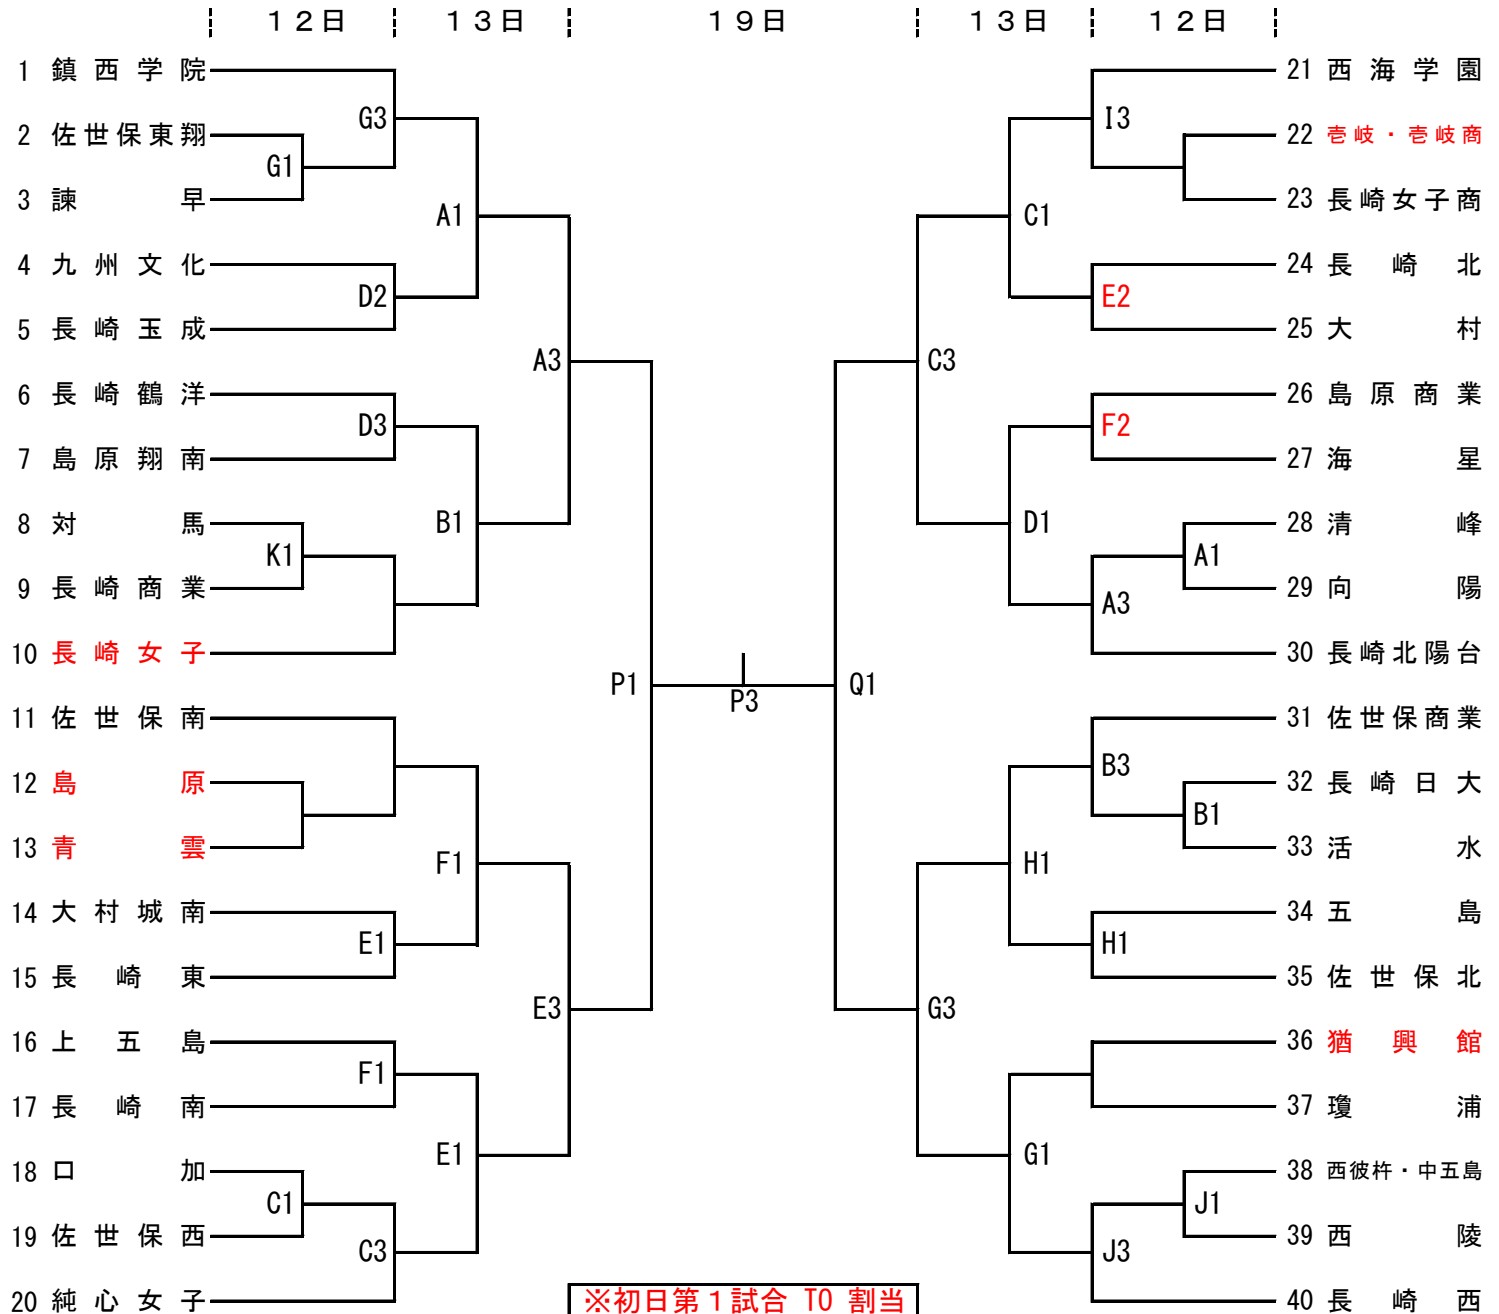 １２日 １３日 １９日 １３日 １２日
1 鎮西学院
2 佐世保東翔
3 諫早
4 九州文化
5 長崎玉成
6 長崎鶴洋
7 島原翔南
8 対馬
9 長崎商業
10 長崎女子
11 佐世保南
12 島原
13 青雲
14 大村城南
15 長崎東
16 上五島
17 長崎南
18 口加
19 佐世保西
20 純心女子
G3
G1
A1
D2
A3
D3
B1
K1
P1
F1
E1
E3
F1
E1
C1
C3
P3
※初日第１試合 TO 割当
Q1
I3
C1
E2
C3
F2
D1
A1
A3
B3
B1
H1
H1
G3
G1
J1
J3
21 西海学園
22 壱岐・壱岐商
23 長崎女子商
24 長崎北
25 大村
26 島原商業
27 海星
28 清峰
29 向陽
30 長崎北陽台
31 佐世保商業
32 長崎日大
33 活水
34 五島
35 佐世保北
36 猶興館
37 瓊浦
38 西彼杵・中五島
39 西陵
40 長崎西